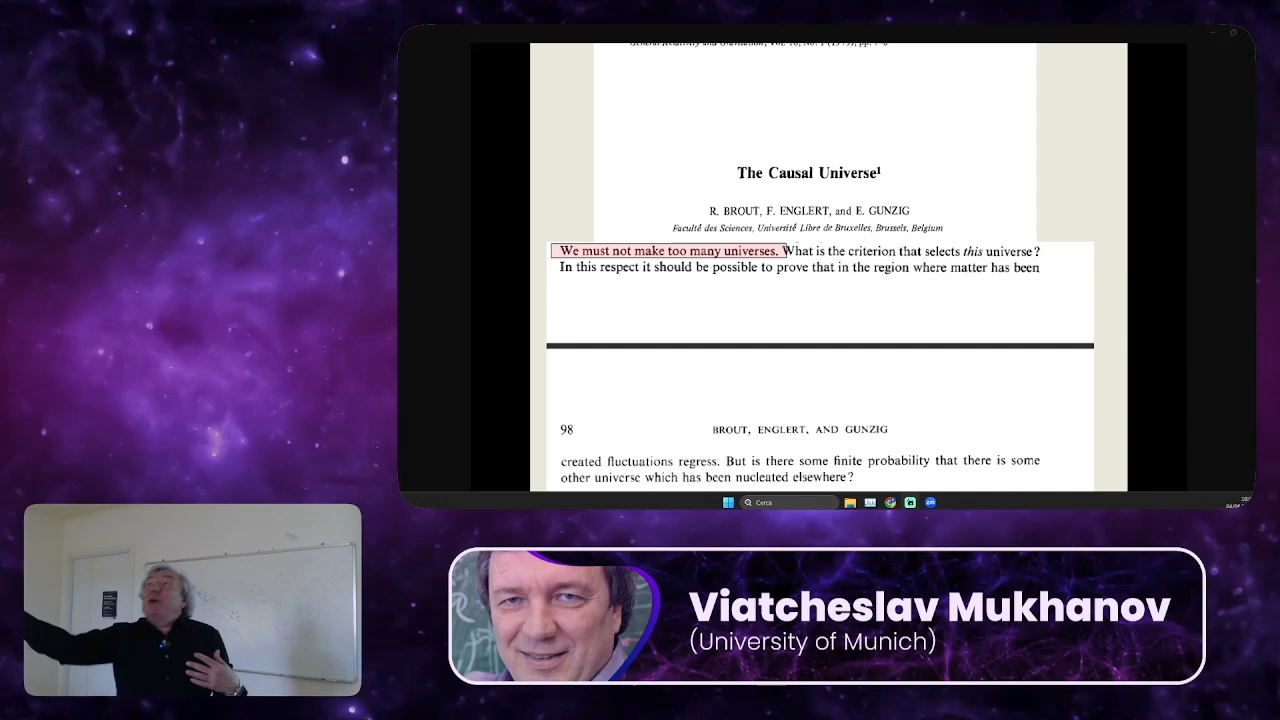 The Causal Universe¹
R. BROUT, F. ENGLERT, and E. GUNZIG
Faculté des Sciences, Université Libre de Bruxelles, Brussels, Belgium
We must not make too many universes. What is the criterion that selects this universe?
In this respect it should be possible to prove that in the region where matter has been
98 BROUT, ENGLERT, AND GUNZIG
created fluctuations regress. But is there some finite probability that there is some
other universe which has been nucleated elsewhere?
Cerca
Viatcheslav Mukhanov
(University of Munich)